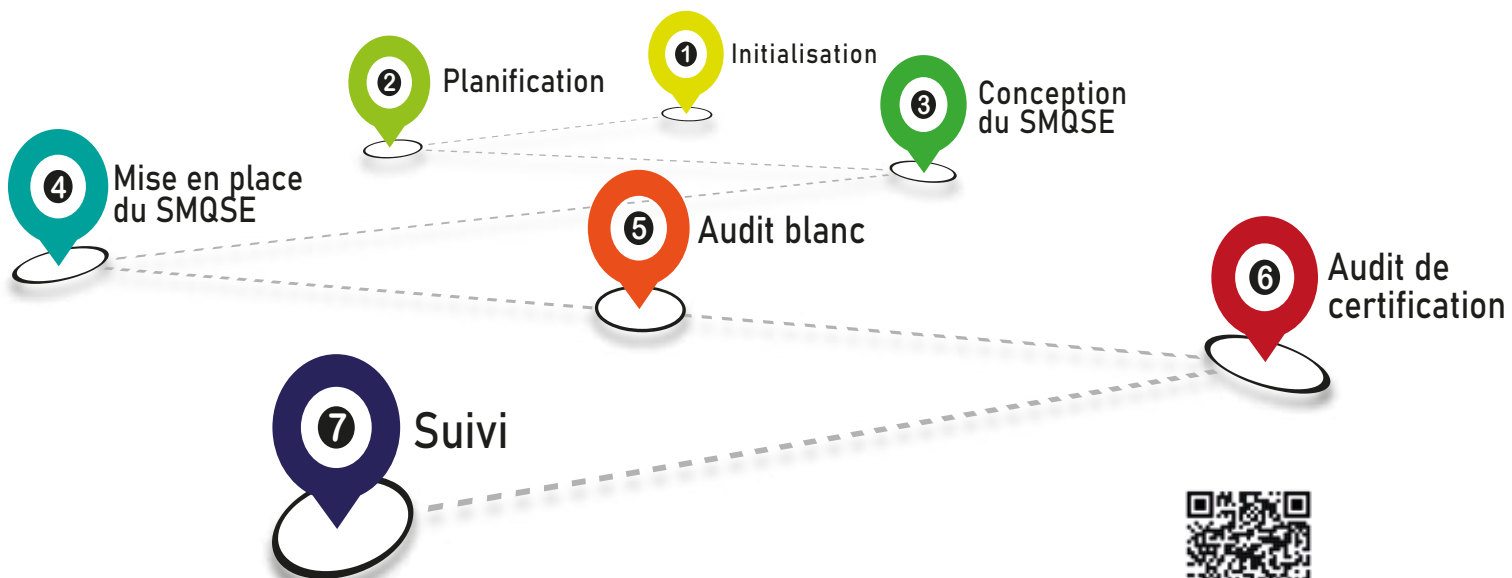 1 Initialisation
2 Planification
3 Conception
du SMQSE
4 Mise en place
du SMQSE
5 Audit blanc
6 Audit de
certification
7 Suivi